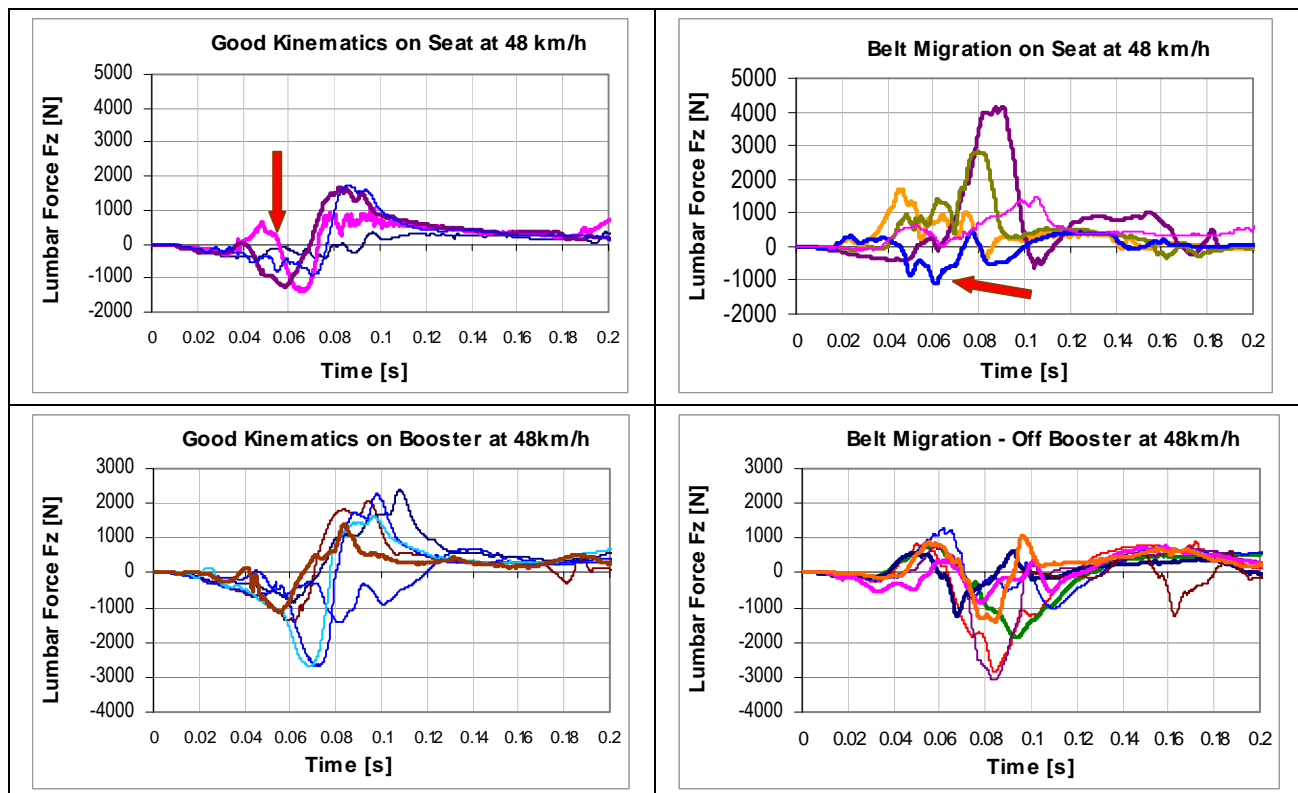 Good Kinematics on Seat at 48 km/h
Lumbar Force Fz [N]
5000
4000
3000
2000
1000
0
-1000
-2000
0 0.02 0.04 0.06 0.08 0.1 0.12 0.14 0.16 0.18 0.2
Time [s]
Belt Migration on Seat at 48 km/h
Lumbar Force Fz [N]
5000
4000
3000
2000
1000
0
-1000
-2000
0 0.02 0.04 0.06 0.08 0.1 0.12 0.14 0.16 0.18 0.2
Time [s]
Good Kinematics on Booster at 48km/h
Lumbar Force Fz [N]
3000
2000
1000
0
-1000
-2000
-3000
-4000
0 0.02 0.04 0.06 0.08 0.1 0.12 0.14 0.16 0.18 0.2
Time [s]
Belt Migration - Off Booster at 48km/h
Lumbar Force Fz [N]
3000
2000
1000
0
-1000
-2000
-3000
-4000
0 0.02 0.04 0.06 0.08 0.1 0.12 0.14 0.16 0.18 0.2
Time [s]